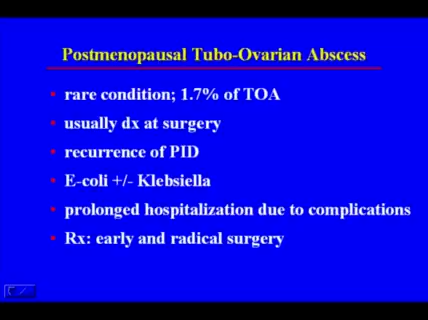 Postmenopausal Tubo-Ovarian Abscess
rare condition; 1.7% of TOA
usually dx at surgery
recurrence of PID
E-coli +/- Klebsiella
prolonged hospitalization due to complications
Rx: early and radical surgery